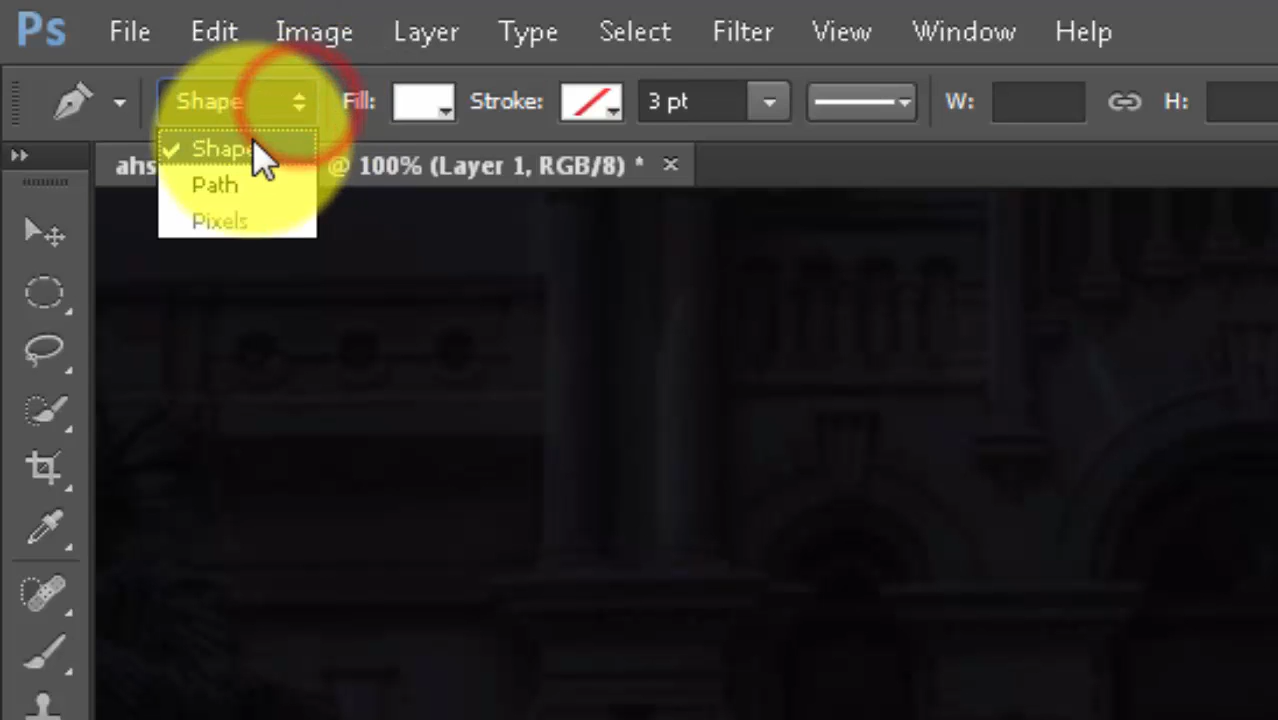 Ps File Edit Image Layer Type Select Filter View Window Help
Shape Fill: Stroke: 3 pt W: H:
Shape
ahs @ 100% (Layer 1, RGB/8) * ×
Path
Pixels